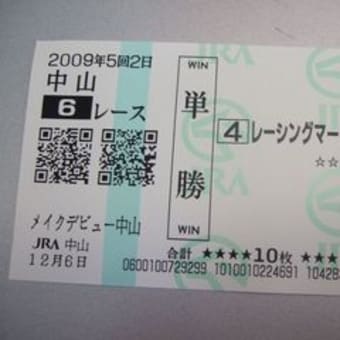 2009年5回2日
中山
6レース
メイクデビュー中山
JRA 中山
12月6日
WIN
単勝
WIN
4 レーシングマー
☆☆
合計 ★★★★10枚 ★★★
0600100729299 1010010224691 10428
JRA